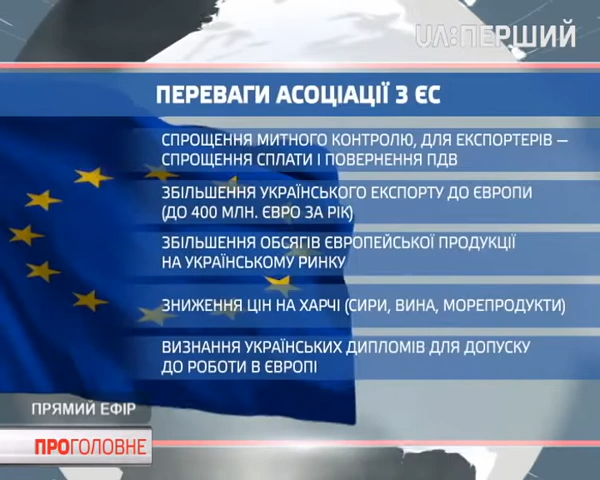 UA:ПЕРШИЙ
ПЕРЕВАГИ АСОЦІАЦІЇ З ЄС
СПРОЩЕННЯ МИТНОГО КОНТРОЛЮ, ДЛЯ ЕКСПОРТЕРІВ –
СПРОЩЕННЯ СПЛАТИ І ПОВЕРНЕННЯ ПДВ
ЗБІЛЬШЕННЯ УКРАЇНСЬКОГО ЕКСПОРТУ ДО ЄВРОПИ
(ДО 400 МЛН. ЄВРО ЗА РІК)
ЗБІЛЬШЕННЯ ОБСЯГІВ ЄВРОПЕЙСЬКОЇ ПРОДУКЦІЇ
НА УКРАЇНСЬКОМУ РИНКУ
ЗНИЖЕННЯ ЦІН НА ХАРЧІ (СИРИ, ВИНА, МОРЕПРОДУКТИ)
ВИЗНАННЯ УКРАЇНСЬКИХ ДИПЛОМІВ ДЛЯ ДОПУСКУ
ДО РОБОТИ В ЄВРОПІ
ПРЯМИЙ ЕФІР
ПРОГОЛОВНЕ